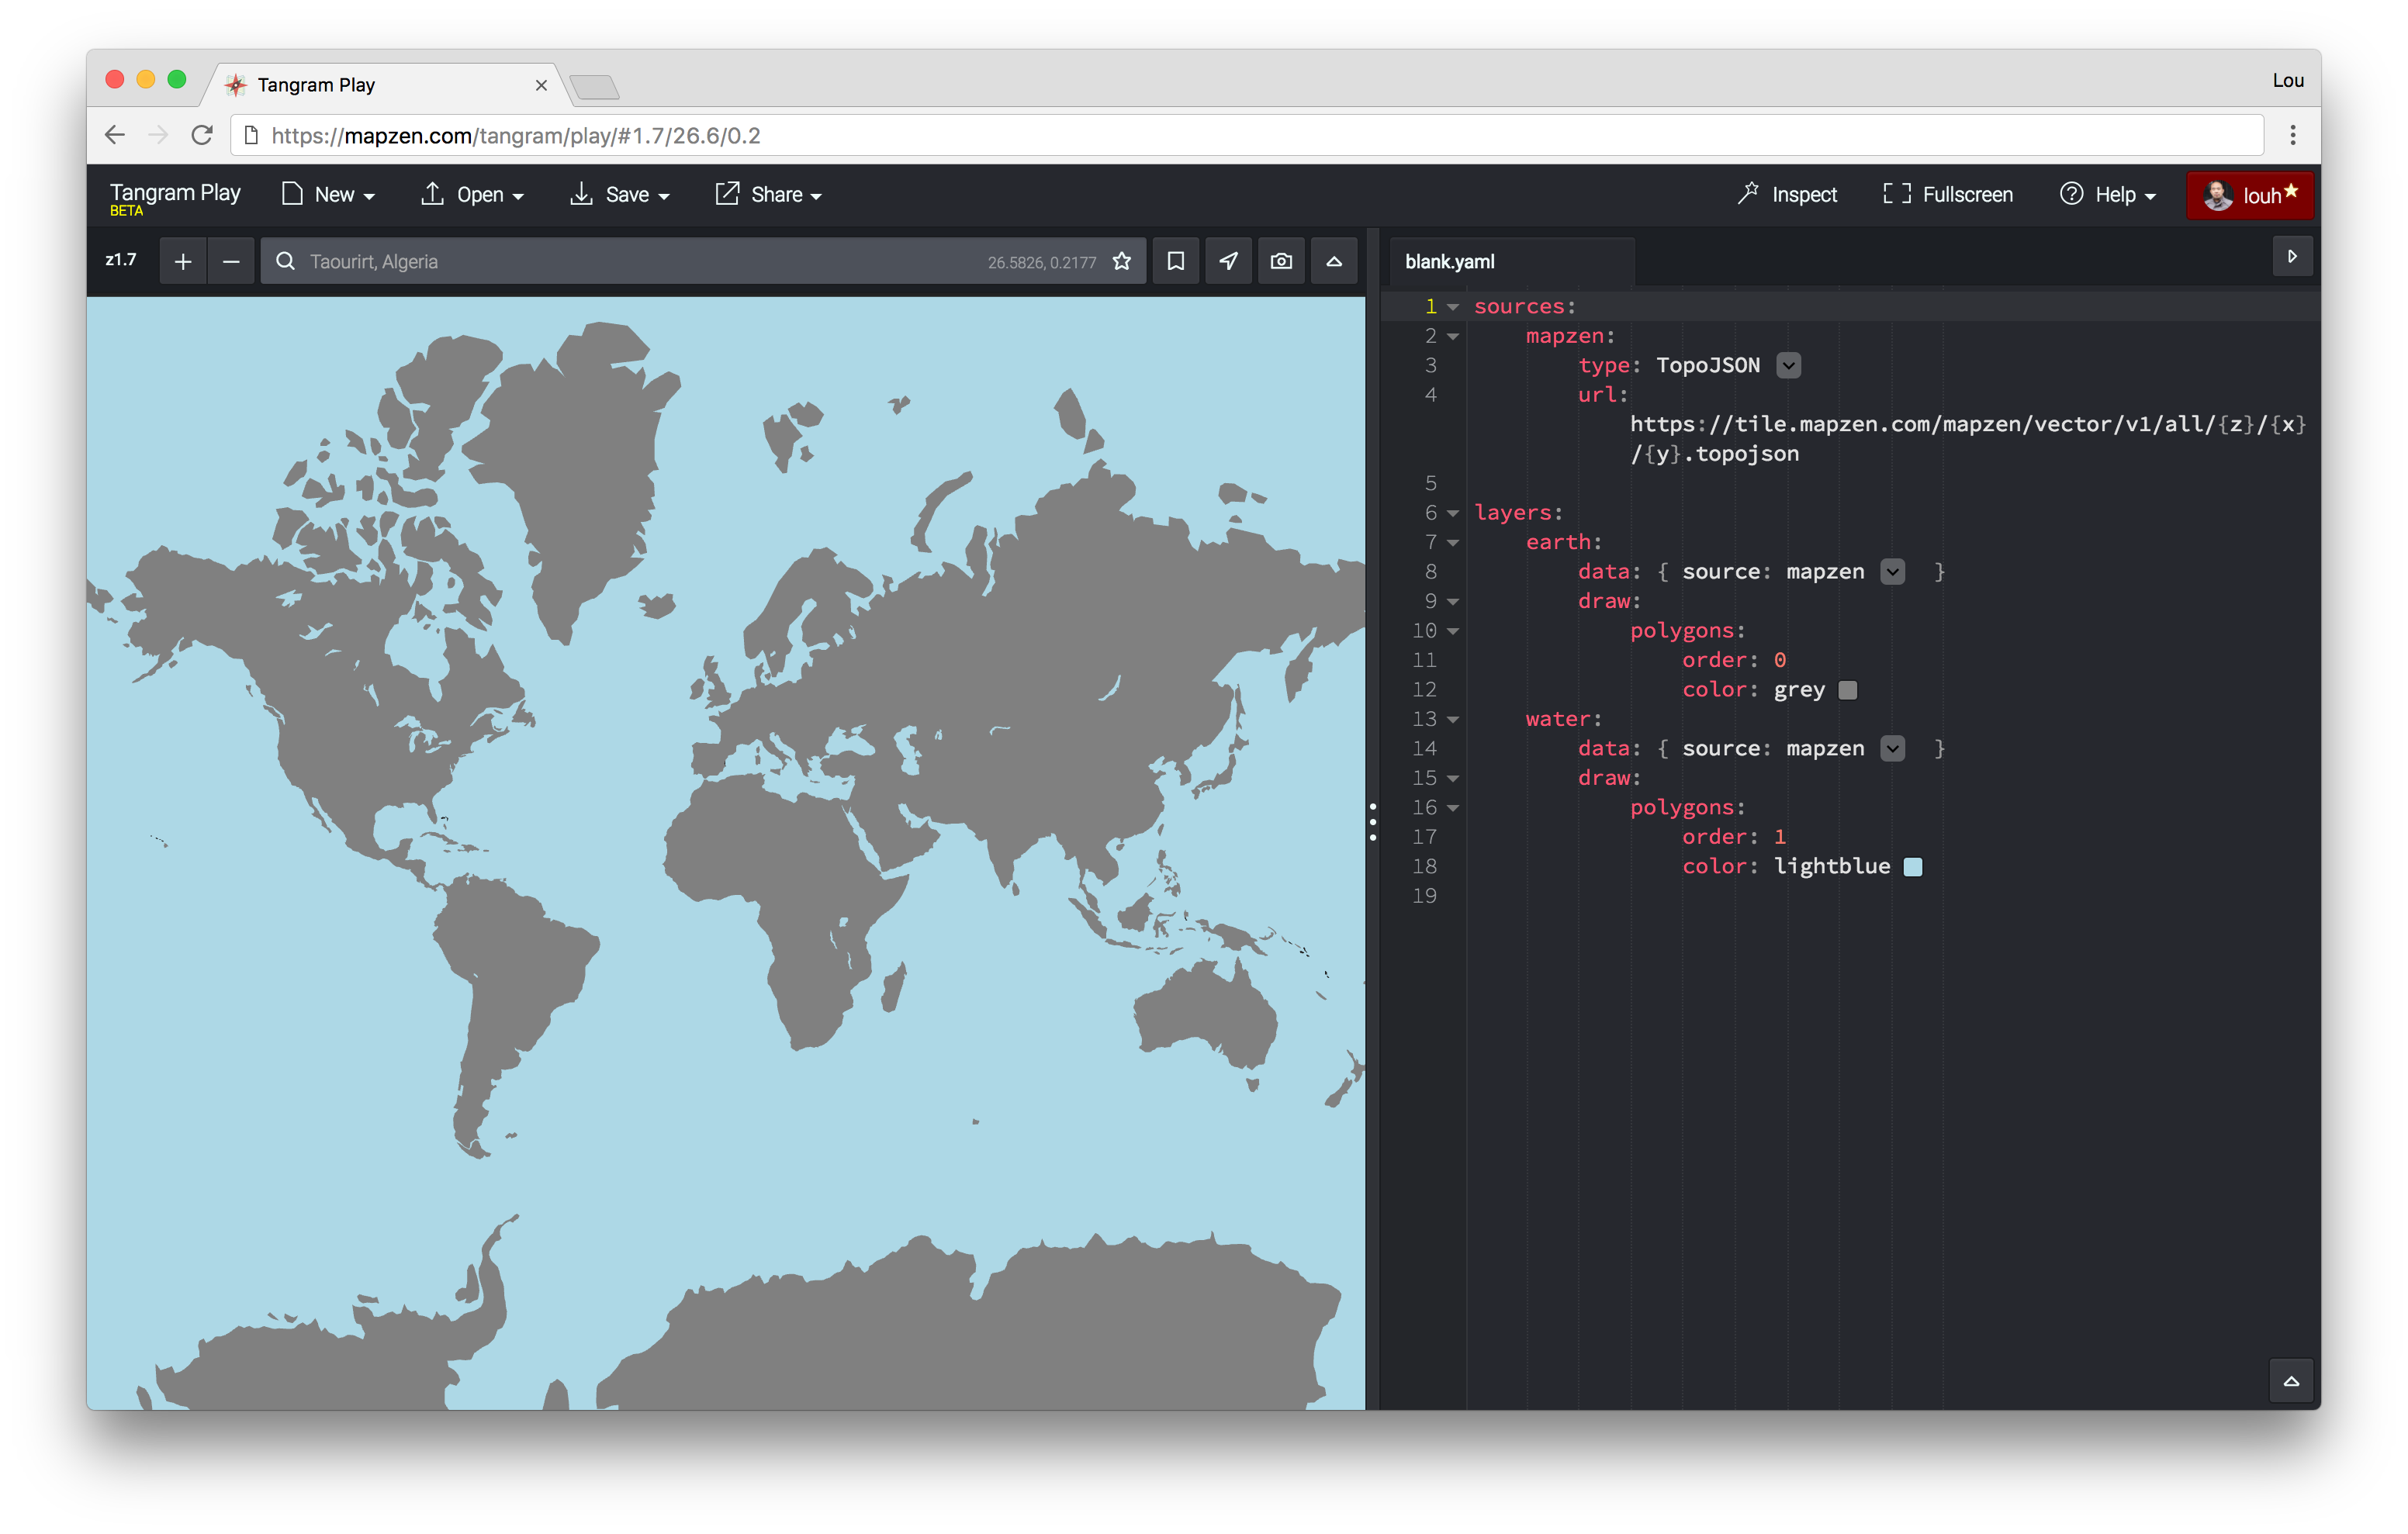 Tangram Play
Lou
https://mapzen.com/tangram/play/#1.7/26.6/0.2
Tangram Play
BETA
New
Open
Save
Share
Inspect
Fullscreen
Help
louh
z1.7
Taourirt, Algeria
26.5826, 0.2177
blank.yaml
1 sources:
2 mapzen:
3 type: TopoJSON
4 url:
https://tile.mapzen.com/mapzen/vector/v1/all/{z}/{x}
/{y}.topojson
5
6 layers:
7 earth:
8 data: { source: mapzen }
9 draw:
10 polygons:
11 order: 0
12 color: grey
13 water:
14 data: { source: mapzen }
15 draw:
16 polygons:
17 order: 1
18 color: lightblue
19